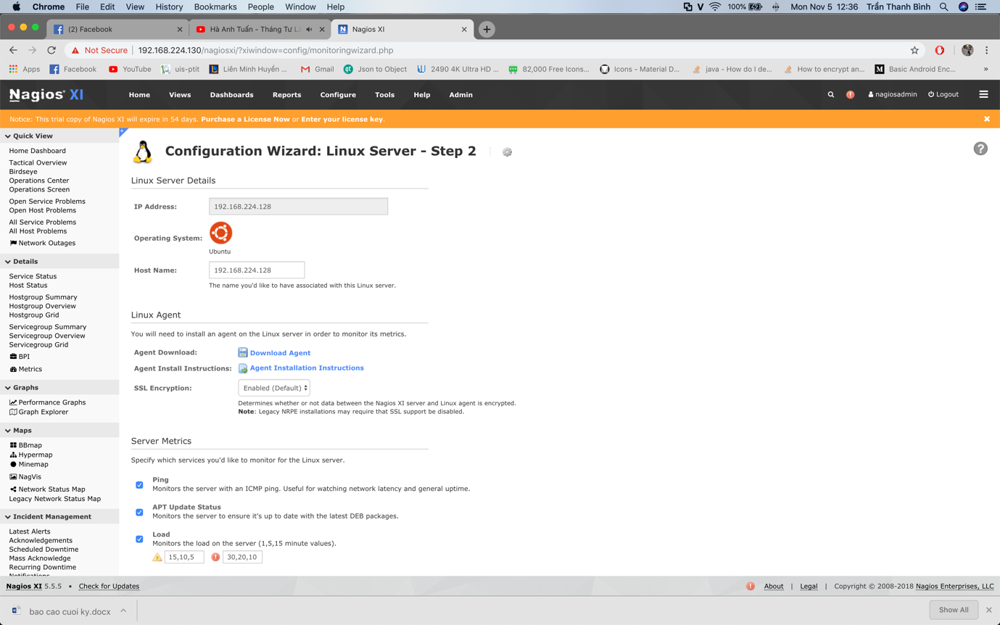 Chrome File Edit View History Bookmarks People Window Help 100% Mon Nov 5 12:36 Trần Thanh Bình
(2) Facebook Hà Anh Tuấn - Tháng Tư Là Nagios XI
Not Secure 192.168.224.130/nagiosxi/?xiwindow=config/monitoringwizard.php
Apps Facebook YouTube uis-ptit Liên Minh Huyền ... Gmail Json to Object 2490 4K Ultra HD ... 82,000 Free Icons... Icons - Material D... java - How do I de... How to encrypt an... Basic Android Enc... »
Nagios® XI Home Views Dashboards Reports Configure Tools Help Admin nagiosadmin Logout
Notice: This trial copy of Nagios XI will expire in 54 days. Purchase a License Now or Enter your license key.
Quick View
Home Dashboard
Tactical Overview
Birdseye
Operations Center
Operations Screen
Open Service Problems
Open Host Problems
All Service Problems
All Host Problems
Network Outages
Details
Service Status
Host Status
Hostgroup Summary
Hostgroup Overview
Hostgroup Grid
Servicegroup Summary
Servicegroup Overview
Servicegroup Grid
BPI
Metrics
Graphs
Performance Graphs
Graph Explorer
Maps
BBmap
Hypermap
Minemap
NagVis
Network Status Map
Legacy Network Status Map
Incident Management
Latest Alerts
Acknowledgements
Scheduled Downtime
Mass Acknowledge
Recurring Downtime
Notifications
Configuration Wizard: Linux Server - Step 2
Linux Server Details
IP Address: 192.168.224.128
Operating System:
Ubuntu
Host Name: 192.168.224.128
The name you'd like to have associated with this Linux server.
Linux Agent
You will need to install an agent on the Linux server in order to monitor its metrics.
Agent Download: Download Agent
Agent Install Instructions: Agent Installation Instructions
SSL Encryption: Enabled (Default)
Determines whether or not data between the Nagios XI server and Linux agent is encrypted.
Note: Legacy NRPE installations may require that SSL support be disabled.
Server Metrics
Specify which services you'd like to monitor for the Linux server.
Ping
Monitors the server with an ICMP ping. Useful for watching network latency and general uptime.
APT Update Status
Monitors the server to ensure it's up to date with the latest DEB packages.
Load
Monitors the load on the server (1,5,15 minute values).
15,10,5 30,20,10
Nagios XI 5.5.5 • Check for Updates About | Legal | Copyright © 2008-2018 Nagios Enterprises, LLC
bao cao cuoi ky.docx Show All